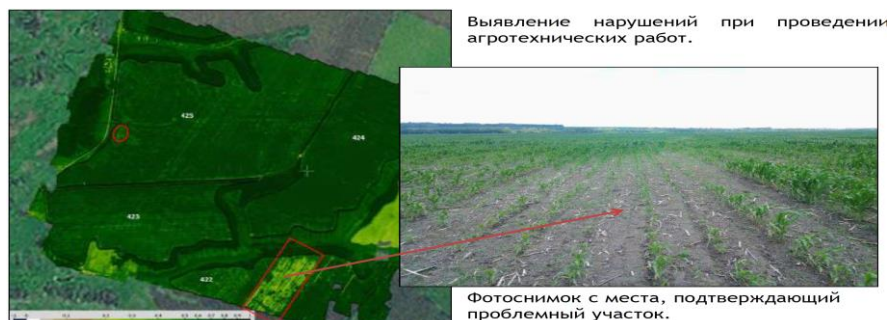 Выявление нарушений при проведении
агротехнических работ.
425
424
423
422
Фотоснимок с места, подтверждающий
проблемный участок.